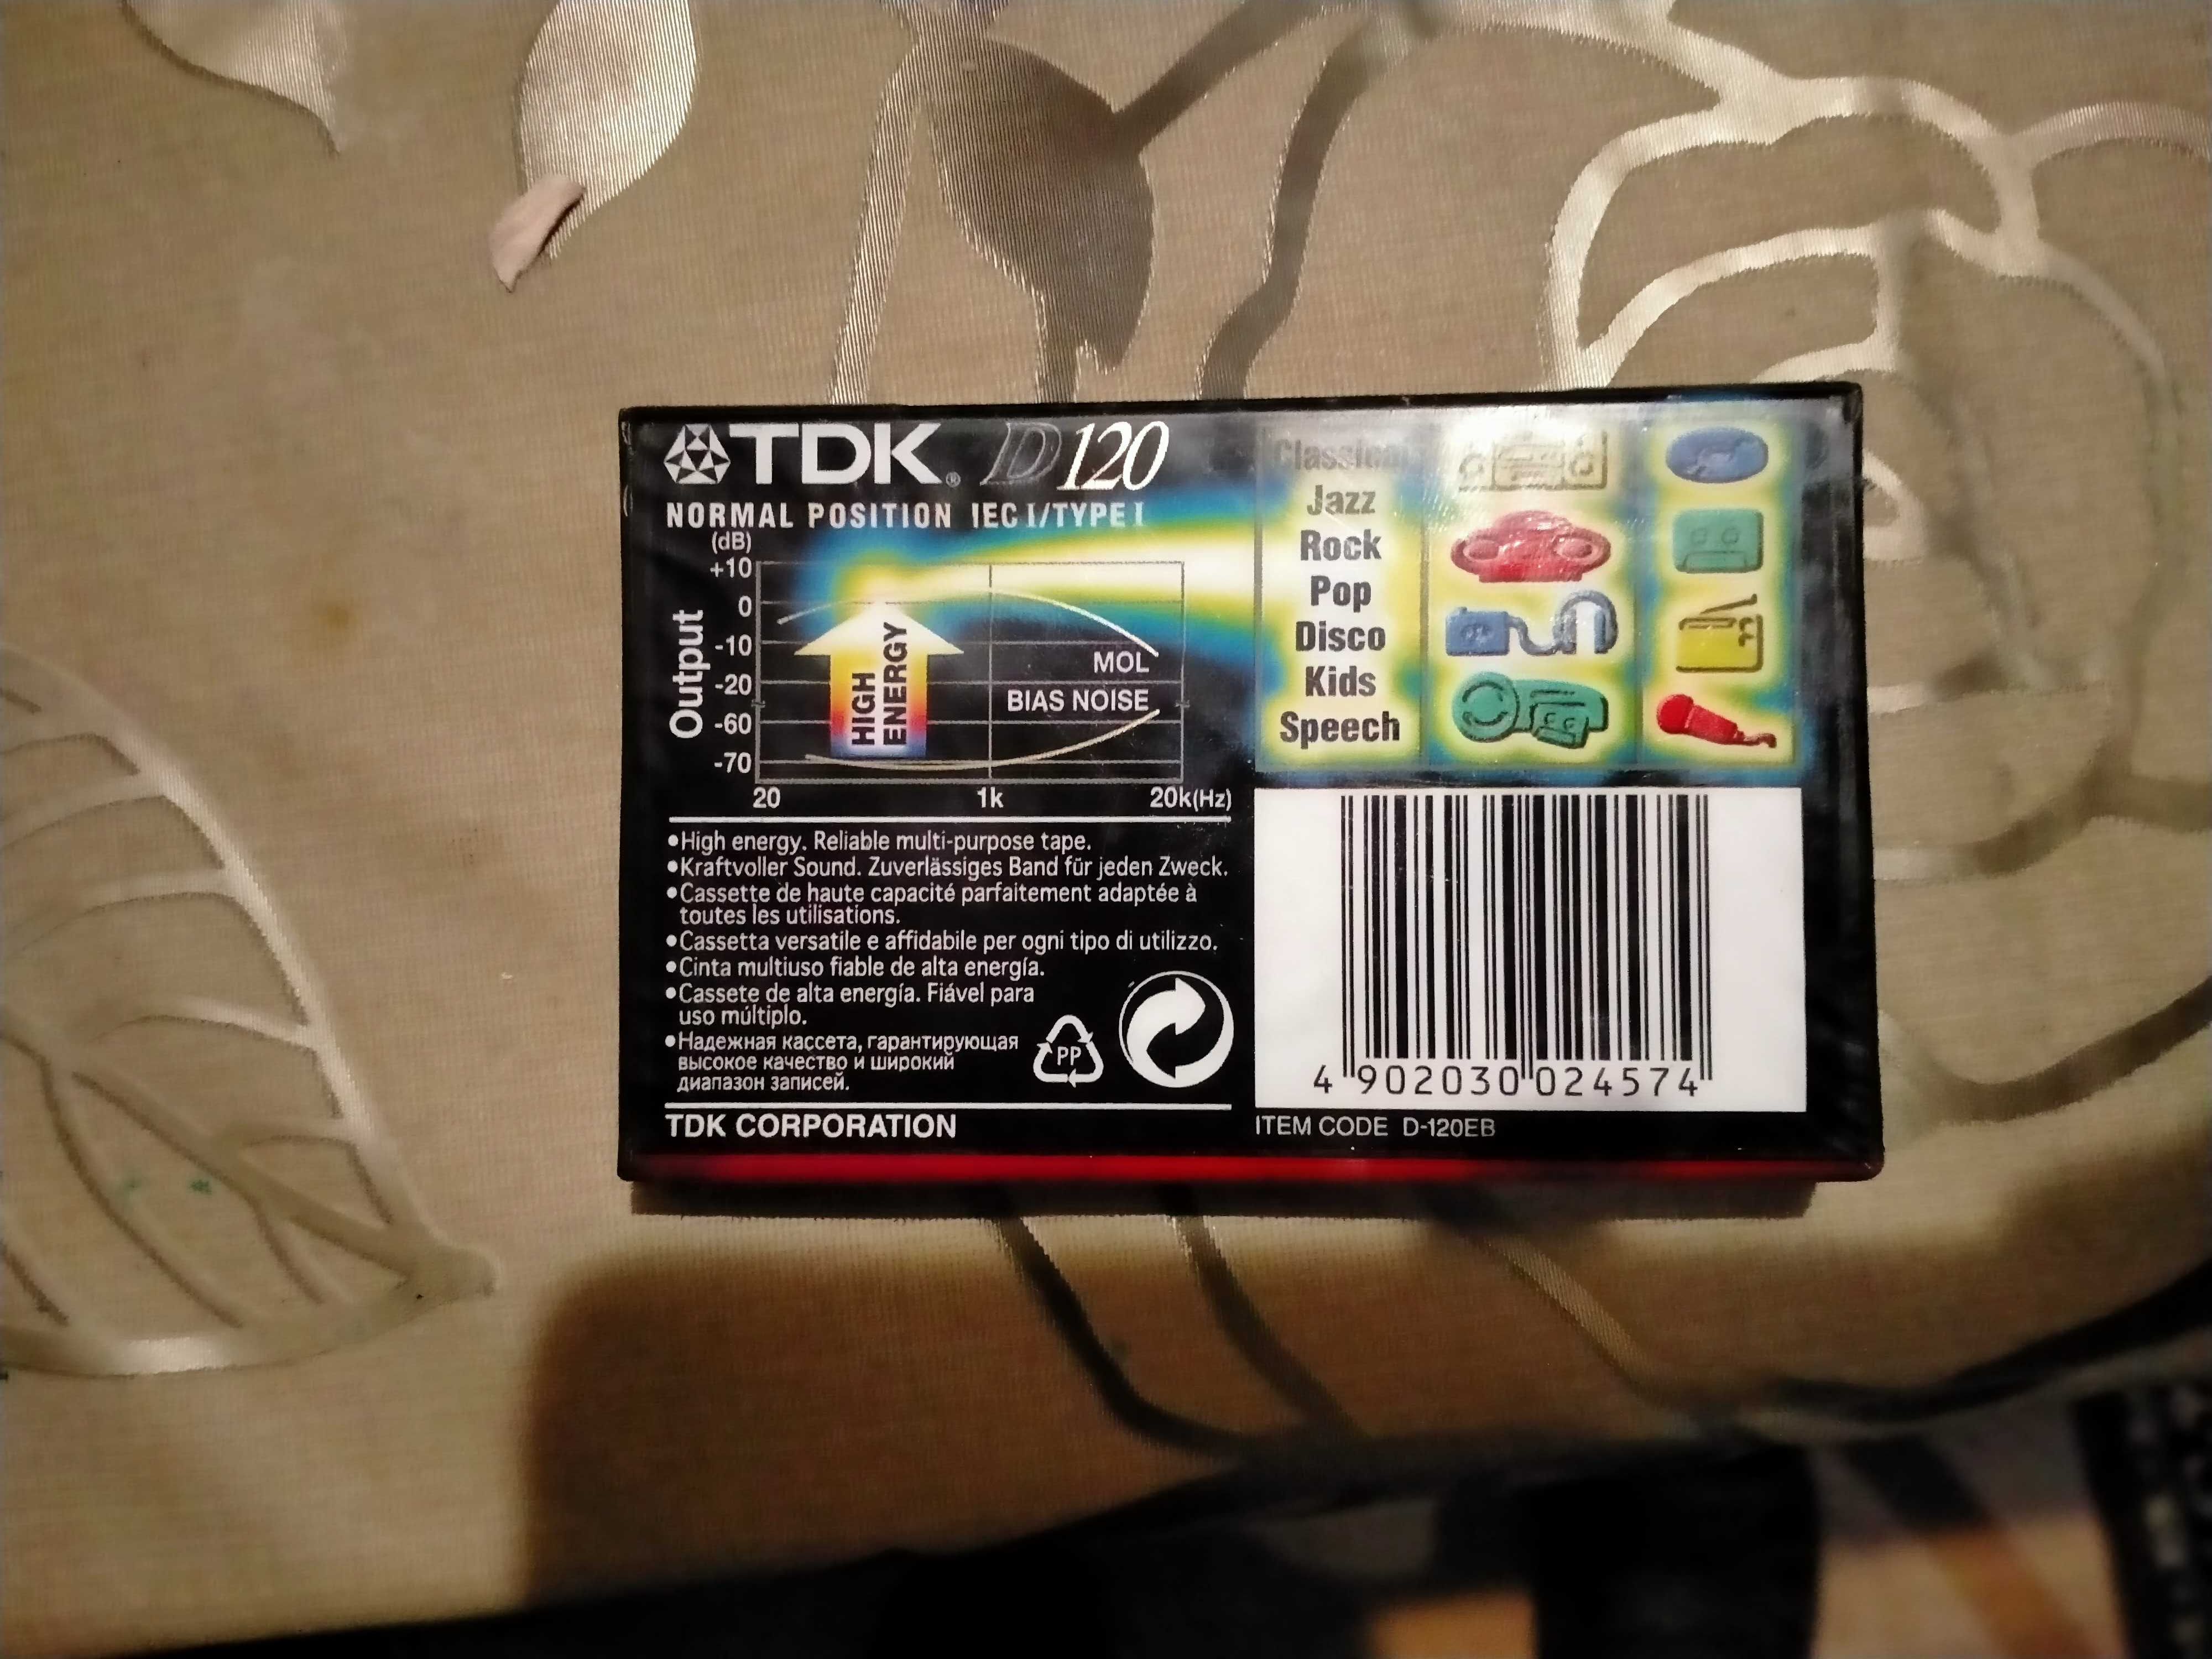 TDK® D120
NORMAL POSITION IEC I/TYPE I
(dB)
+10
0
-10
-20
-60
-70
Output
HIGH
ENERGY
MOL
BIAS NOISE
20 1k 20k(Hz)
Classical
Jazz
Rock
Pop
Disco
Kids
Speech
•High energy. Reliable multi-purpose tape.
•Kraftvoller Sound. Zuverlässiges Band für jeden Zweck.
•Cassette de haute capacité parfaitement adaptée à
toutes les utilisations.
•Cassetta versatile e affidabile per ogni tipo di utilizzo.
•Cinta multiuso fiable de alta energía.
•Cassete de alta energía. Fiável para
uso múltiplo.
•Надежная кассета, гарантирующая
высокое качество и широкий
диапазон записей.
PP
TDK CORPORATION
4 902030 024574
ITEM CODE D-120EB